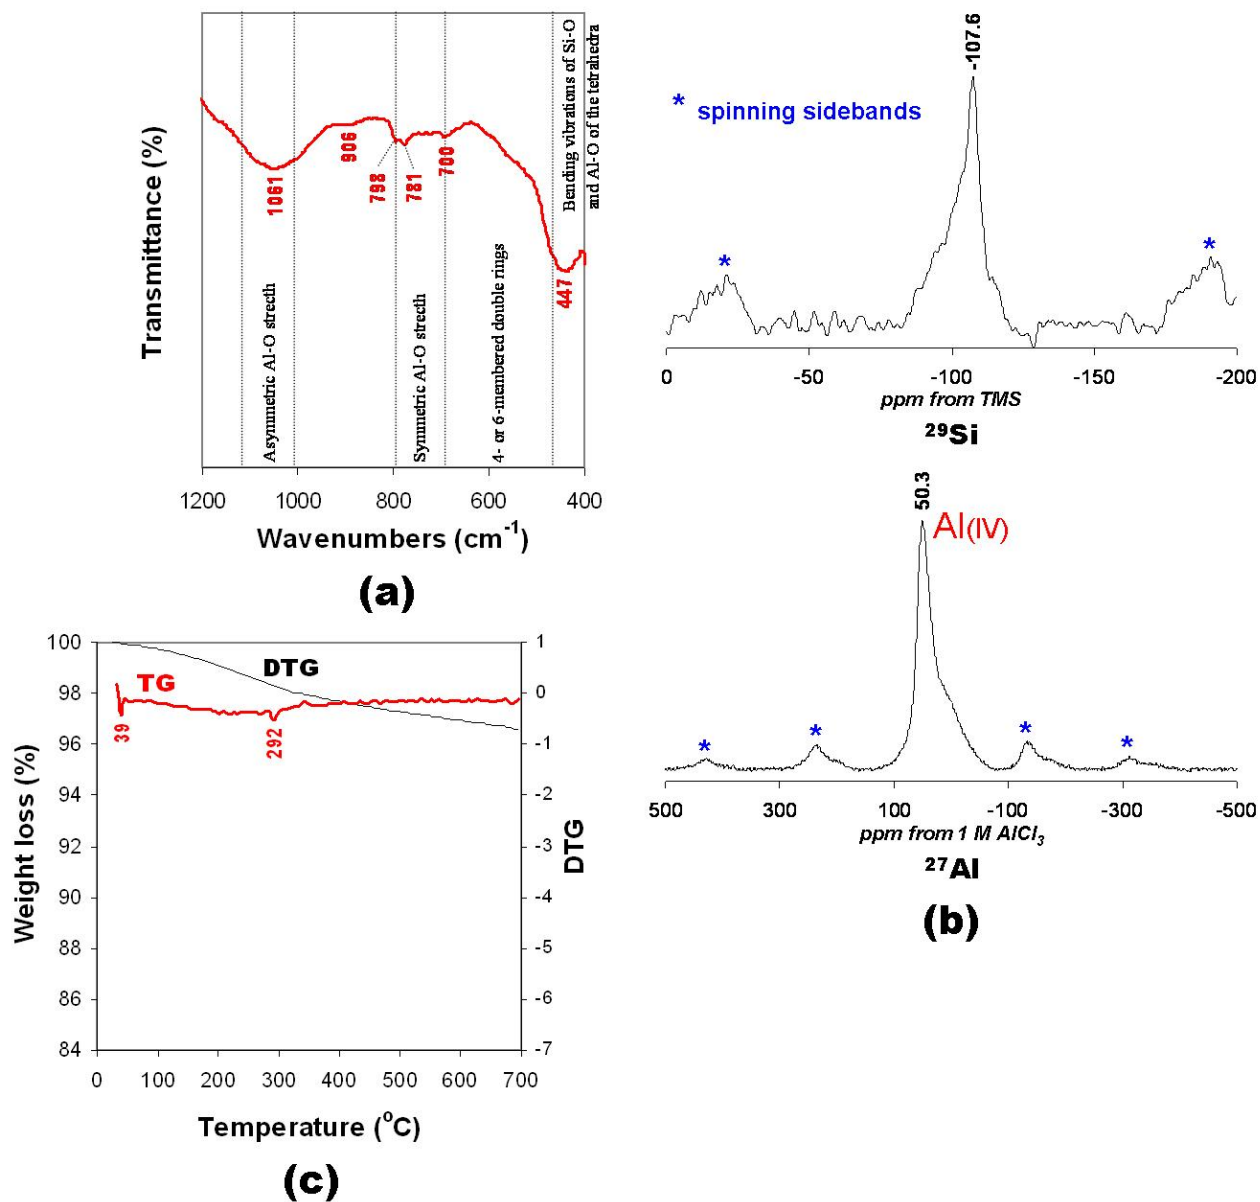 Transmittance (%)
1061
906
798
781
700
447
Asymmetric Al-O strecth
Symmetric Al-O strecth
4- or 6-membered double rings
Bending vibrations of Si-O
and Al-O of the tetrahedra
1200 1000 800 600 400
Wavenumbers (cm-1)
(a)
-107.6
* spinning sidebands
*
*
0 -50 -100 -150 -200
ppm from TMS
29Si
50.3
Al(IV)
*
*
*
*
500 300 100 -100 -300 -500
ppm from 1 M AlCl3
27Al
(b)
Weight loss (%)
100
98
96
94
92
90
88
86
84
DTG
TG
39
292
1
0
-1
-2
-3
-4
-5
-6
-7
DTG
0 100 200 300 400 500 600 700
Temperature (oC)
(c)